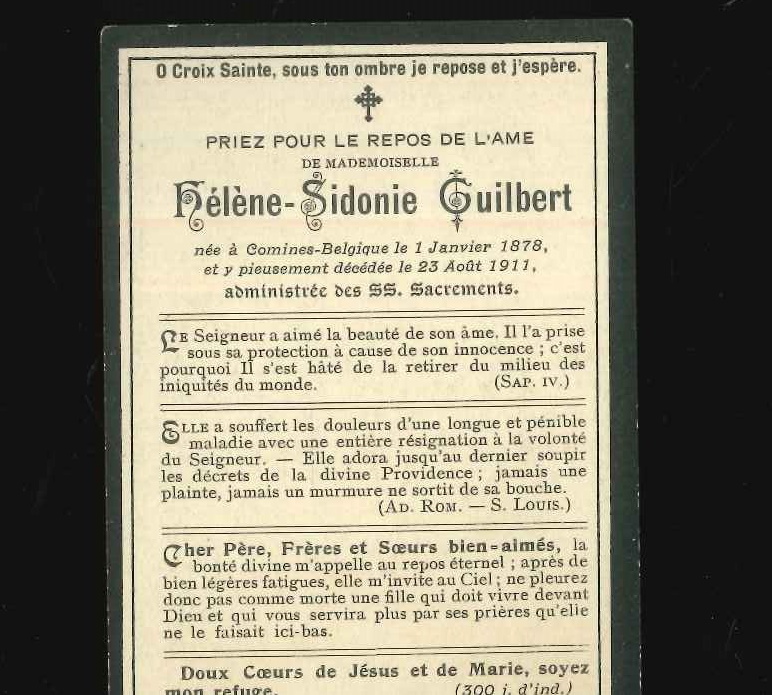 O Croix Sainte, sous ton ombre je repose et j'espère.
PRIEZ POUR LE REPOS DE L'AME
DE MADEMOISELLE
Hélène-Sidonie Guilbert
née à Comines-Belgique le 1 Janvier 1878,
et y pieusement décédée le 23 Août 1911,
administrée des SS. Sacrements.
LE Seigneur a aimé la beauté de son âme. Il l'a prise
sous sa protection à cause de son innocence ; c'est
pourquoi Il s'est hâté de la retirer du milieu des
iniquités du monde. (SAP. IV.)
ELLE a souffert les douleurs d'une longue et pénible
maladie avec une entière résignation à la volonté
du Seigneur. — Elle adora jusqu'au dernier soupir
les décrets de la divine Providence ; jamais une
plainte, jamais un murmure ne sortit de sa bouche.
(AD. ROM. — S. LOUIS.)
Cher Père, Frères et Sœurs bien-aimés, la
bonté divine m'appelle au repos éternel ; après de
bien légères fatigues, elle m'invite au Ciel ; ne pleurez
donc pas comme morte une fille qui doit vivre devant
Dieu et qui vous servira plus par ses prières qu'elle
ne le faisait ici-bas.
Doux Cœurs de Jésus et de Marie, soyez
mon refuge. (300 j. d'ind.)